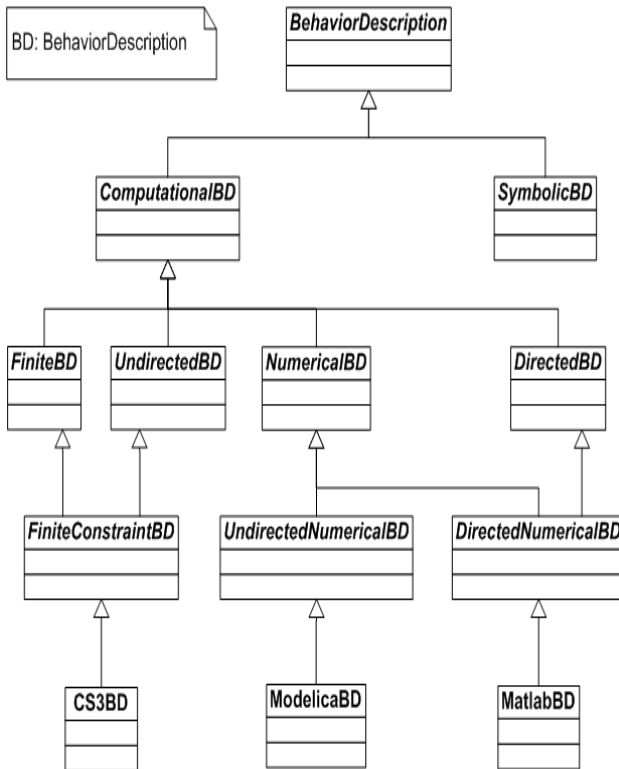 BD: BehaviorDescription
BehaviorDescription
ComputationalBD
SymbolicBD
FiniteBD
UndirectedBD
NumericalBD
DirectedBD
FiniteConstraintBD
UndirectedNumericalBD
DirectedNumericalBD
CS3BD
ModelicaBD
MatlabBD